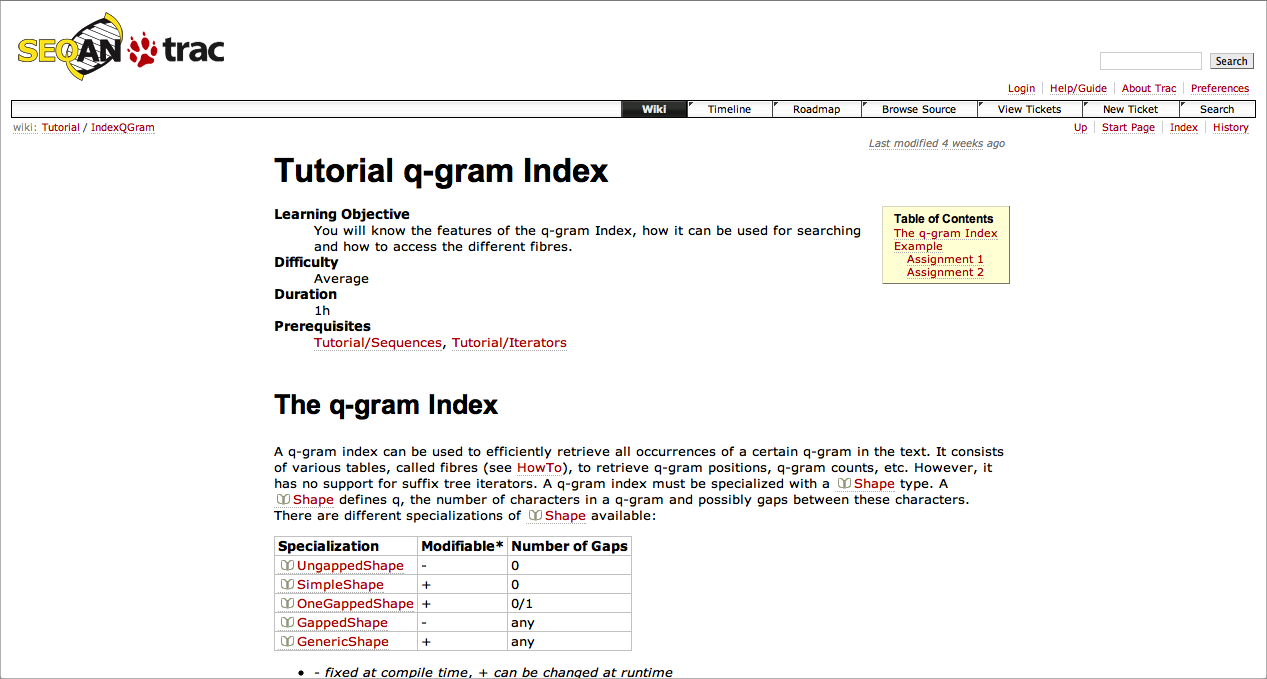 SEQAN trac
Search
Login Help/Guide About Trac Preferences
Wiki Timeline Roadmap Browse Source View Tickets New Ticket Search
wiki: Tutorial / IndexQGram
Up Start Page Index History
Last modified 4 weeks ago
Tutorial q-gram Index
Learning Objective
You will know the features of the q-gram Index, how it can be used for searching
and how to access the different fibres.
Difficulty
Average
Duration
1h
Prerequisites
Tutorial/Sequences, Tutorial/Iterators
Table of Contents
The q-gram Index
Example
Assignment 1
Assignment 2
The q-gram Index
A q-gram index can be used to efficiently retrieve all occurrences of a certain q-gram in the text. It consists
of various tables, called fibres (see HowTo), to retrieve q-gram positions, q-gram counts, etc. However, it
has no support for suffix tree iterators. A q-gram index must be specialized with a Shape type. A
Shape defines q, the number of characters in a q-gram and possibly gaps between these characters.
There are different specializations of Shape available:
Specialization Modifiable* Number of Gaps
UngappedShape - 0
SimpleShape + 0
OneGappedShape + 0/1
GappedShape - any
GenericShape + any
• - fixed at compile time, + can be changed at runtime